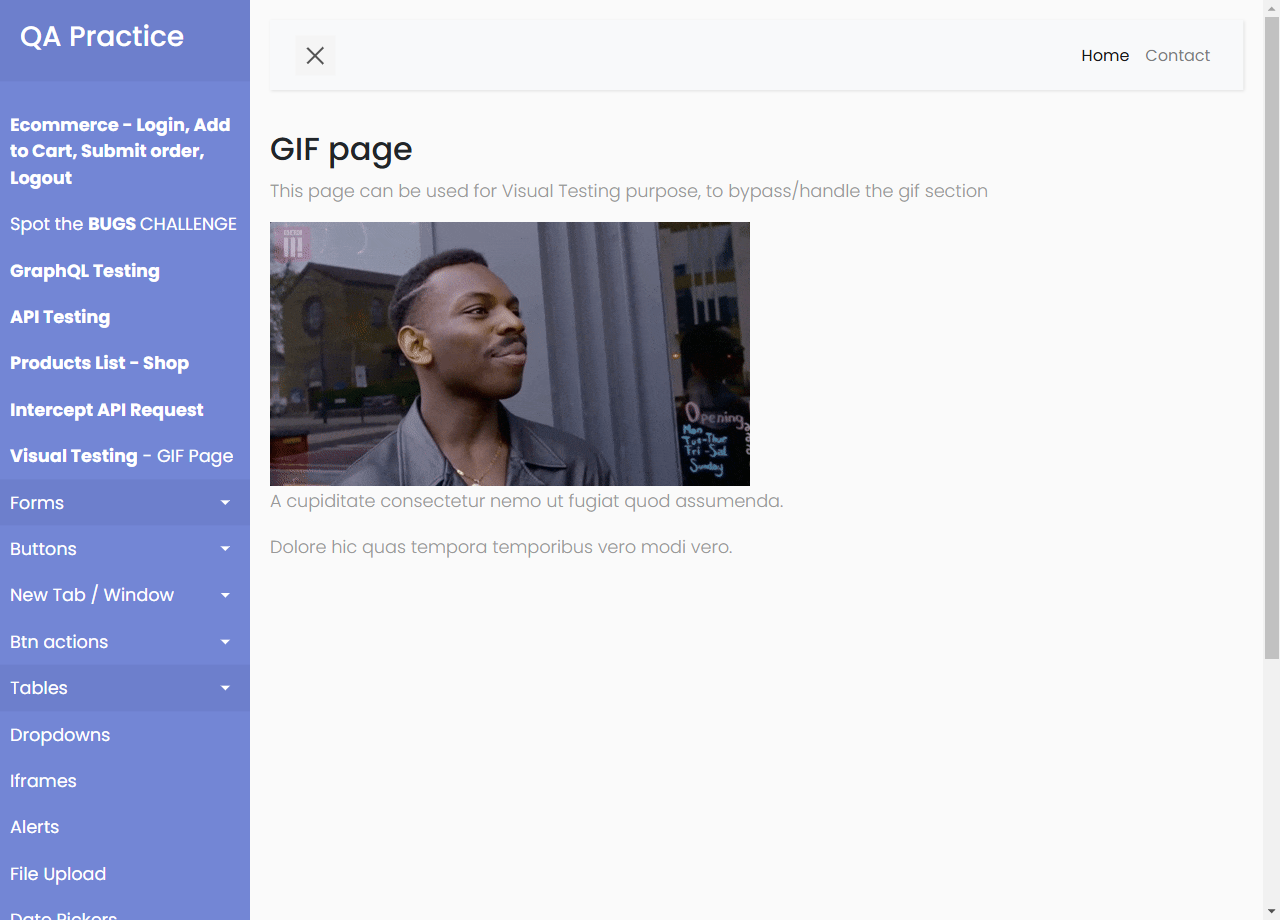 QA Practice
Ecommerce - Login, Add
to Cart, Submit order,
Logout
Spot the BUGS CHALLENGE
GraphQL Testing
API Testing
Products List - Shop
Intercept API Request
Visual Testing - GIF Page
Forms
Buttons
New Tab / Window
Btn actions
Tables
Dropdowns
Iframes
Alerts
File Upload
Date Pickers
Home
Contact
GIF page
This page can be used for Visual Testing purpose, to bypass/handle the gif section
BBC
Opening
Mon
Tue-Thur
Fri-Sat
Sunday
A cupiditate consectetur nemo ut fugiat quod assumenda.
Dolore hic quas tempora temporibus vero modi vero.